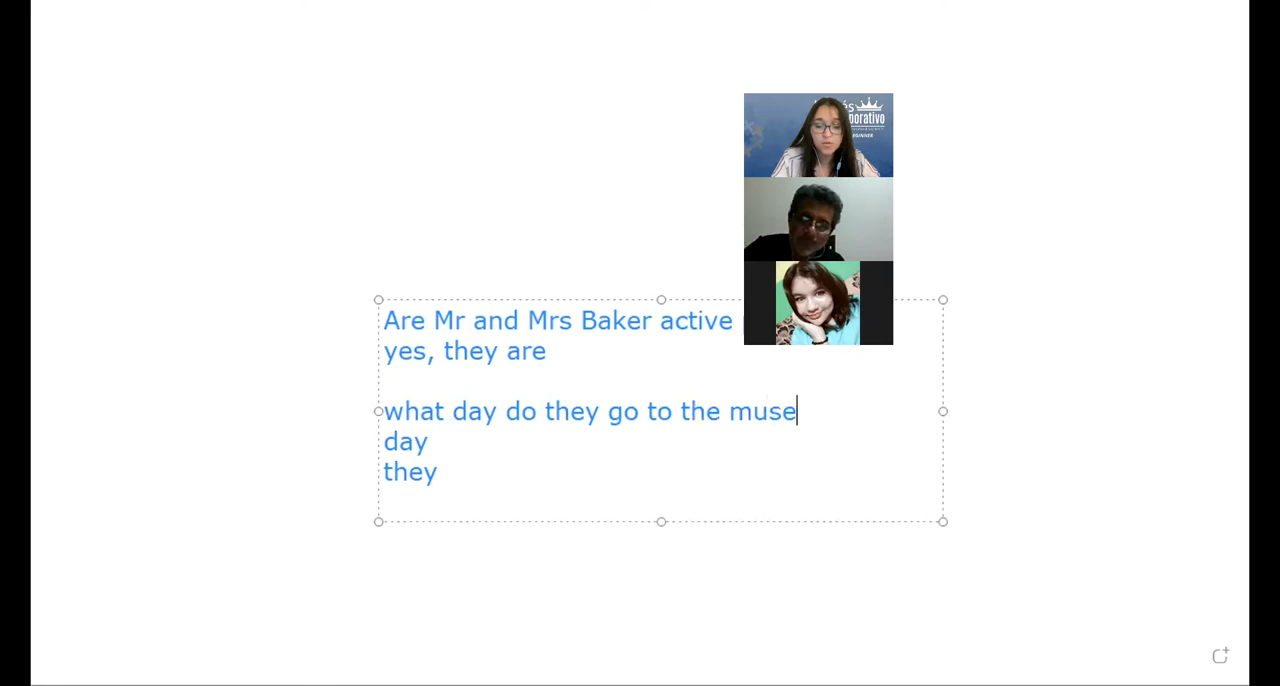 porativo
Are Mr and Mrs Baker active
yes, they are
what day do they go to the muse
day
they